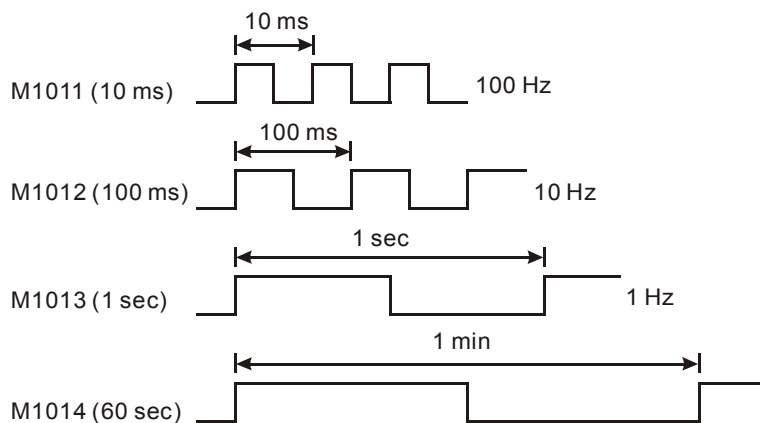 10 ms
M1011 (10 ms)
100 Hz
100 ms
M1012 (100 ms)
10 Hz
1 sec
M1013 (1 sec)
1 Hz
1 min
M1014 (60 sec)